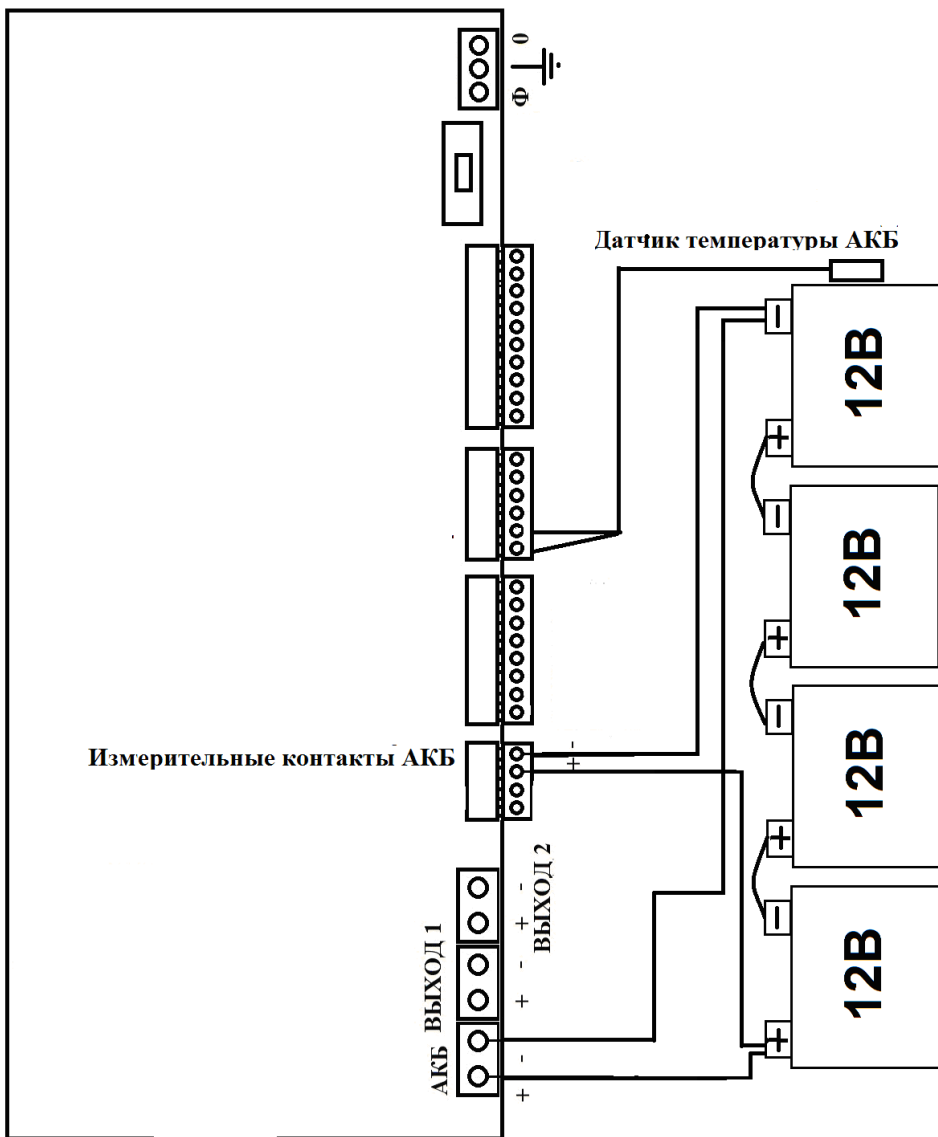 0
Ф
Датчик температуры АКБ
12В
12В
12В
12В
-
+
-
+
-
+
-
+
Измерительные контакты АКБ
-
+
ВЫХОД 2
-
+
ВЫХОД 1
-
+
АКБ
-
+